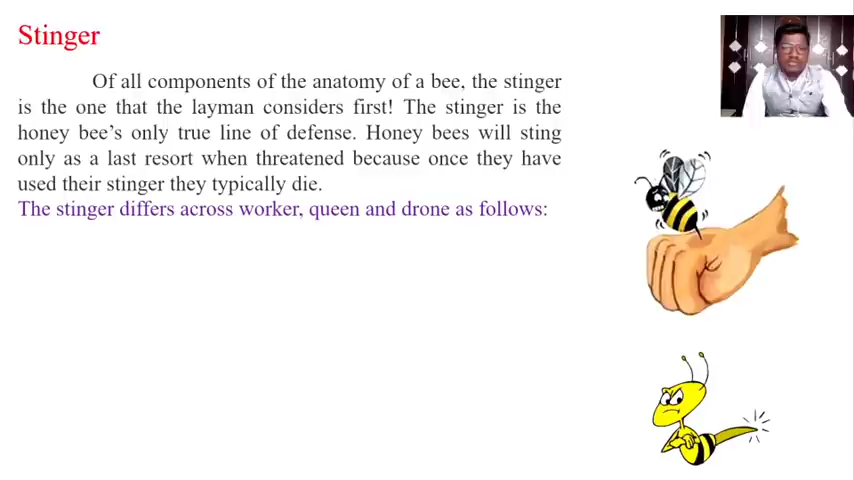 Stinger
Of all components of the anatomy of a bee, the stinger
is the one that the layman considers first! The stinger is the
honey bee's only true line of defense. Honey bees will sting
only as a last resort when threatened because once they have
used their stinger they typically die.
The stinger differs across worker, queen and drone as follows: